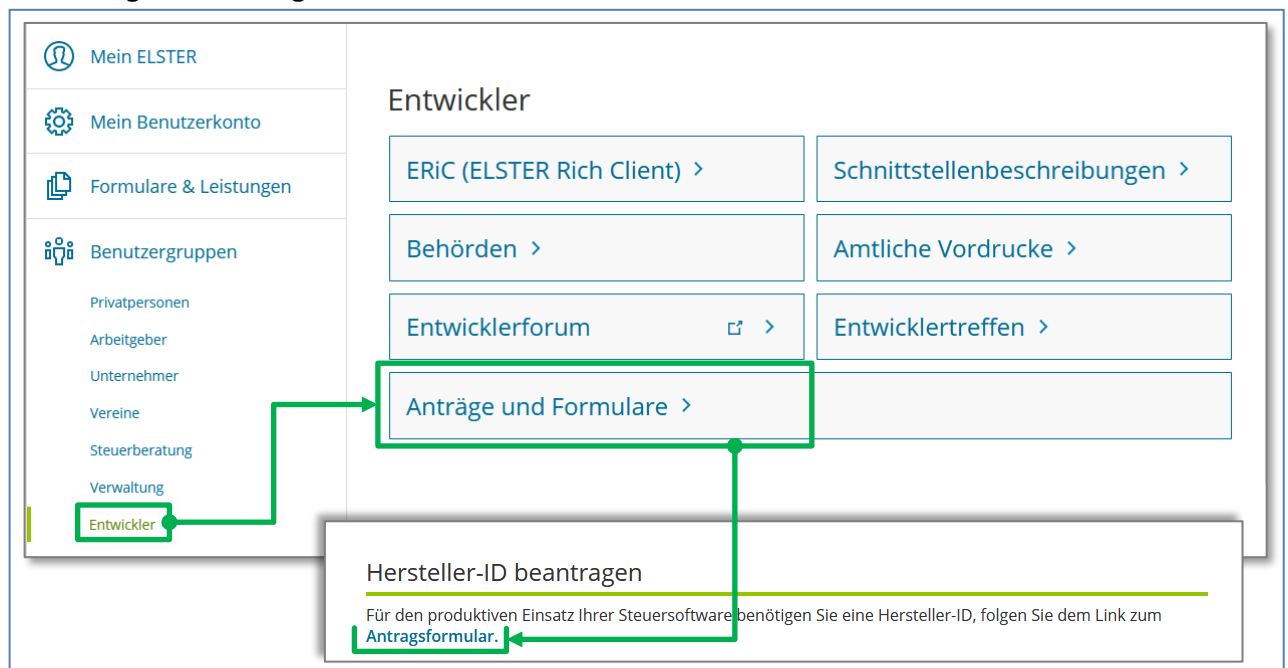 Mein ELSTER
Mein Benutzerkonto
Formulare & Leistungen
Benutzergruppen
Privatpersonen
Arbeitgeber
Unternehmer
Vereine
Steuerberatung
Verwaltung
Entwickler
Entwickler
ERiC (ELSTER Rich Client)
Schnittstellenbeschreibungen
Behörden
Amtliche Vordrucke
Entwicklerforum
Entwicklertreffen
Anträge und Formulare
Hersteller-ID beantragen
Für den produktiven Einsatz Ihrer Steuersoftware benötigen Sie eine Hersteller-ID, folgen Sie dem Link zum
Antragsformular.